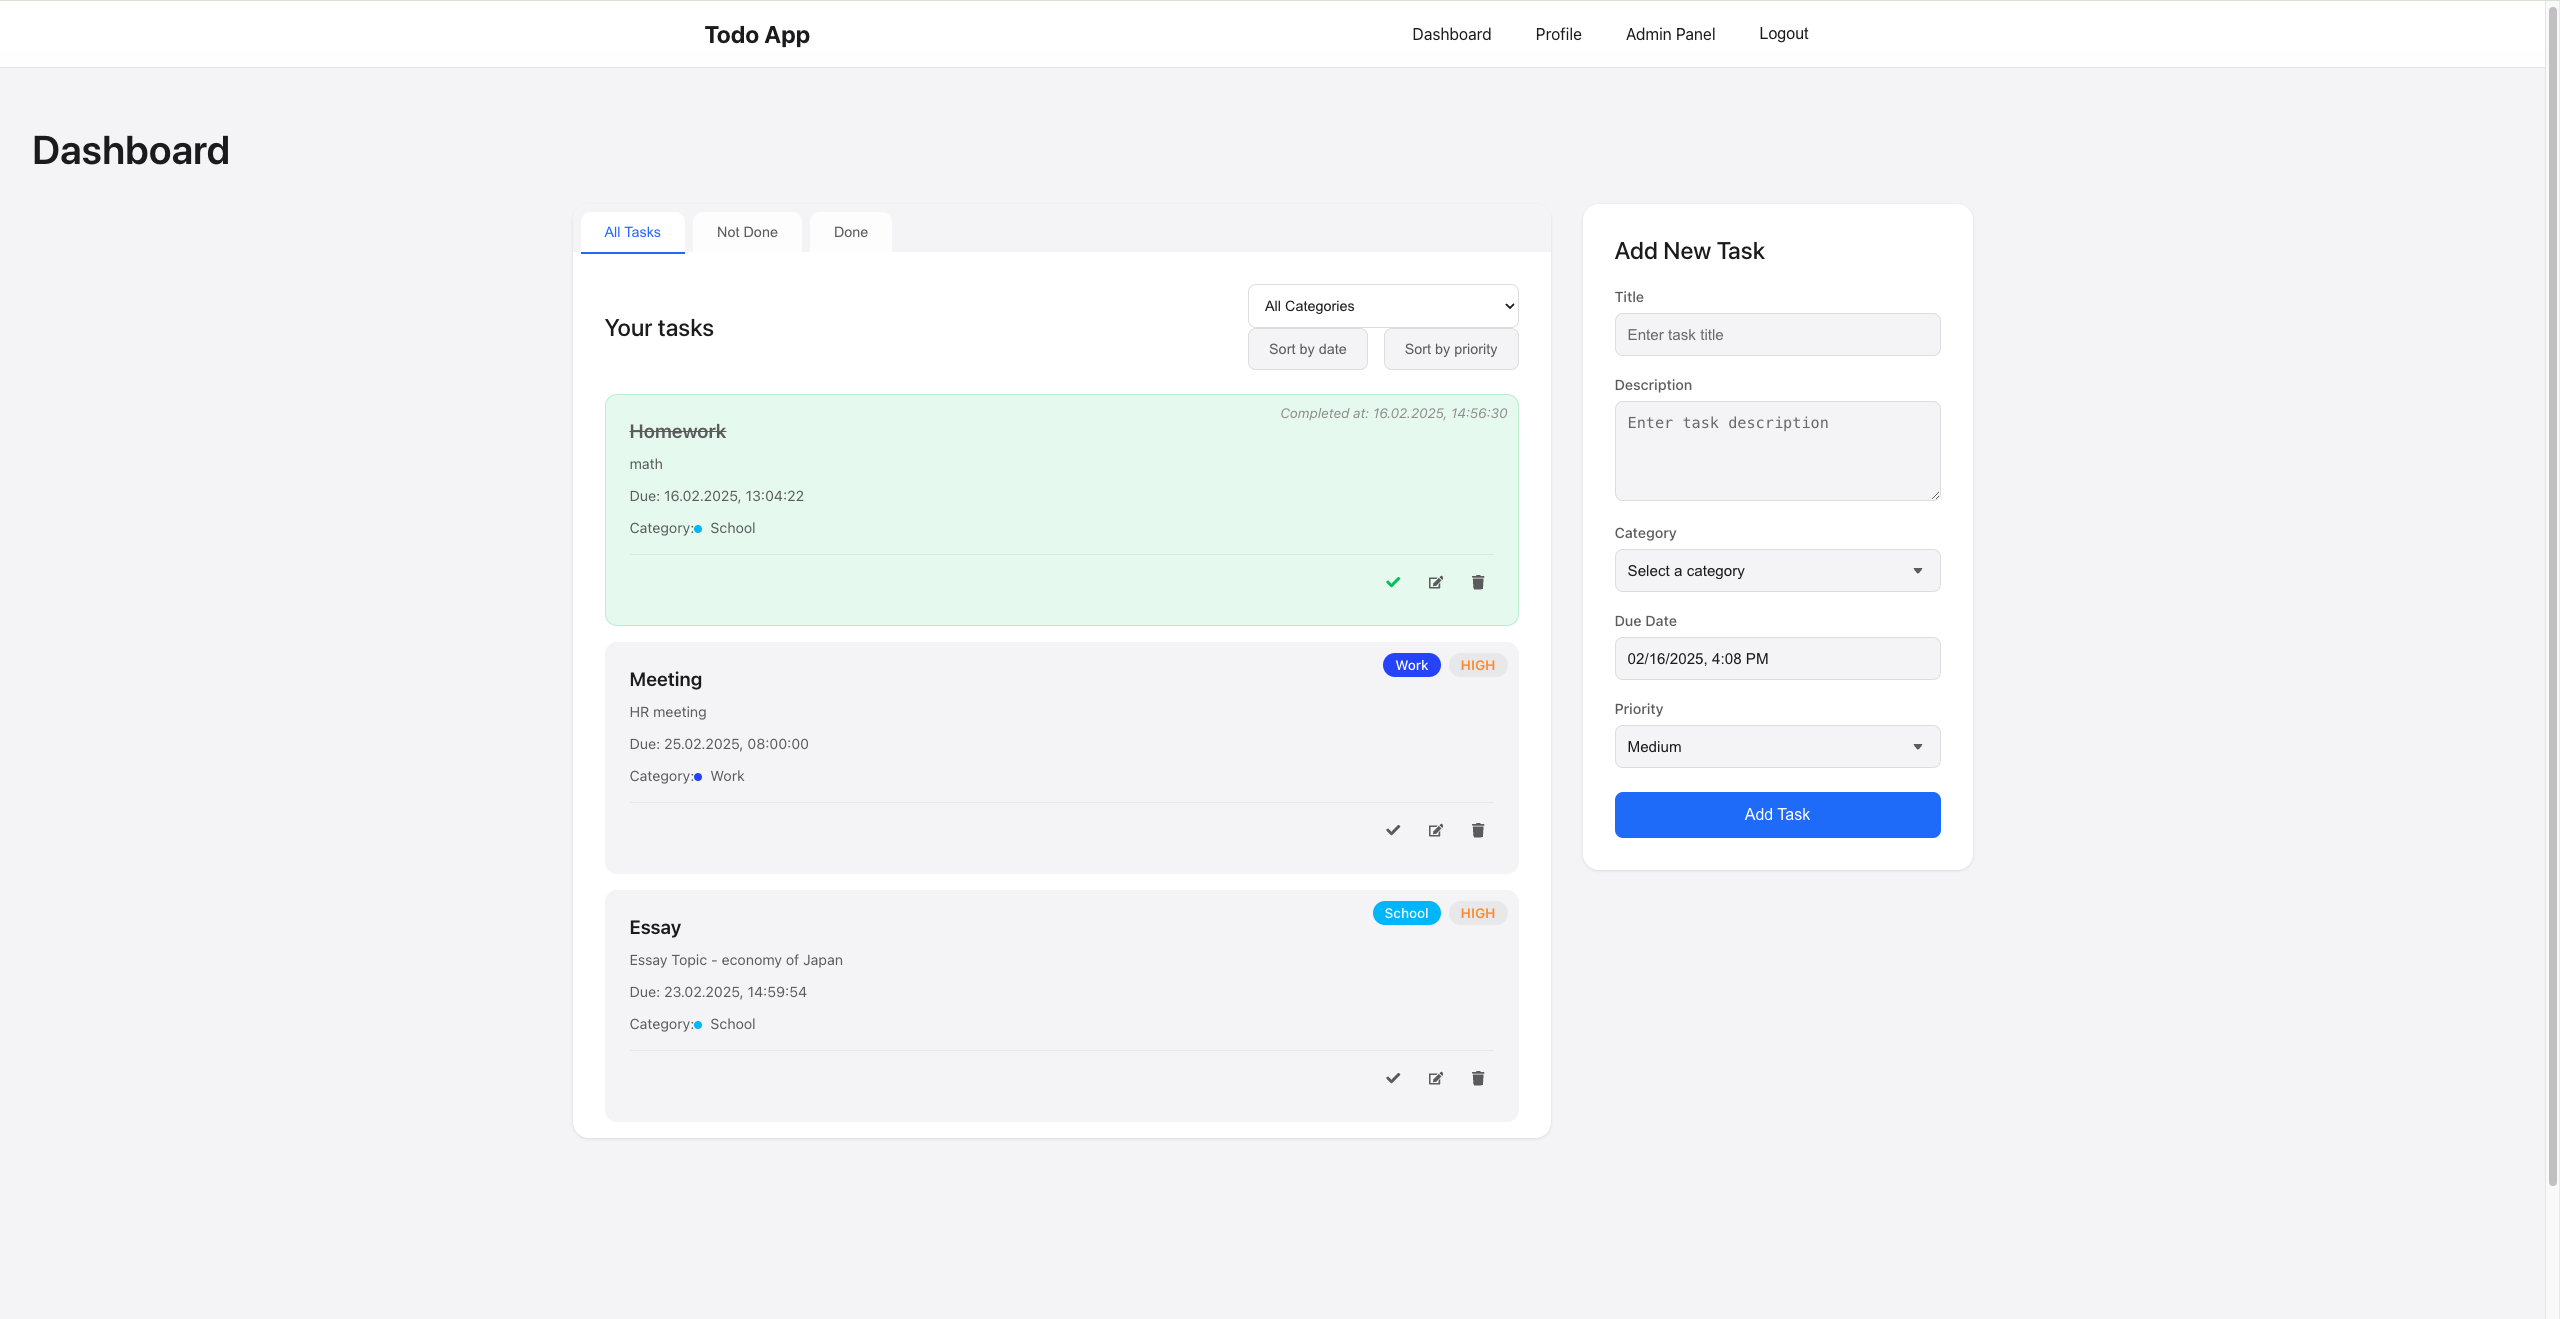 Todo App
Dashboard Profile Admin Panel Logout
Dashboard
All Tasks Not Done Done
Your tasks
All Categories
Sort by date Sort by priority
Completed at: 16.02.2025, 14:56:30
Homework
math
Due: 16.02.2025, 13:04:22
Category: School
Work HIGH
Meeting
HR meeting
Due: 25.02.2025, 08:00:00
Category: Work
School HIGH
Essay
Essay Topic - economy of Japan
Due: 23.02.2025, 14:59:54
Category: School
Add New Task
Title
Enter task title
Description
Enter task description
Category
Select a category
Due Date
02/16/2025, 4:08 PM
Priority
Medium
Add Task